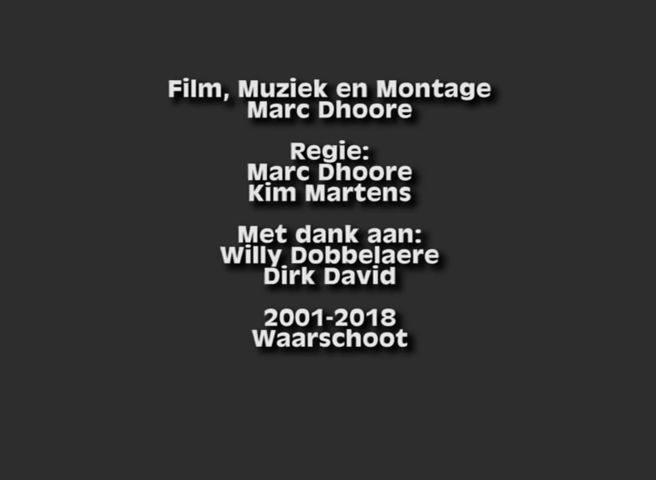 Film, Muziek en Montage
Marc Dhoore
Regie:
Marc Dhoore
Kim Martens
Met dank aan:
Willy Dobbelaere
Dirk David
2001-2018
Waarschoot